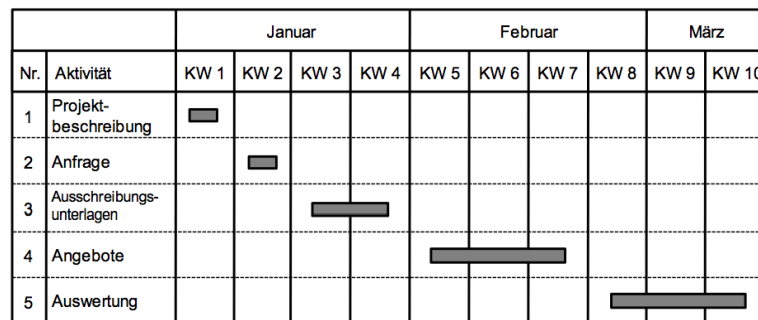 Januar Februar März
Nr. Aktivität KW 1 KW 2 KW 3 KW 4 KW 5 KW 6 KW 7 KW 8 KW 9 KW 10
1 Projekt-
beschreibung
2 Anfrage
3 Ausschreibungs-
unterlagen
4 Angebote
5 Auswertung